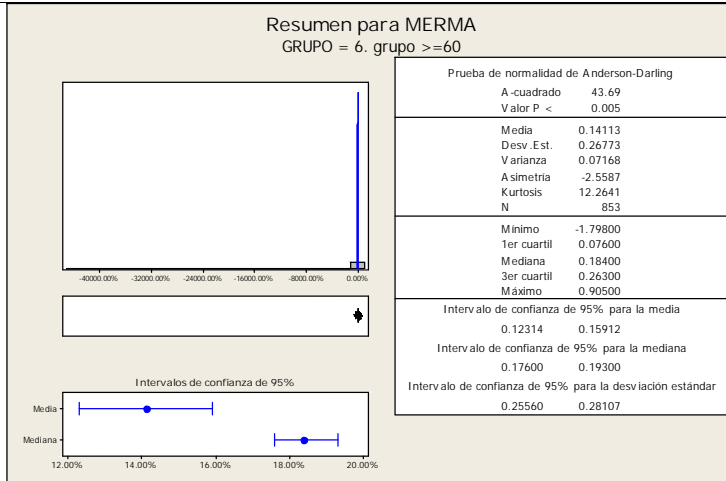 Resumen para MERMA
GRUPO = 6. grupo >=60
-40000.00% -32000.00% -24000.00% -16000.00% -8000.00% 0.00%
Intervalos de confianza de 95%
Media
Mediana
12.00% 14.00% 16.00% 18.00% 20.00%
Prueba de normalidad de Anderson-Darling
A-cuadrado 43.69
Valor P < 0.005
Media 0.14113
Desv.Est. 0.26773
Varianza 0.07168
Asimetría -2.5587
Kurtosis 12.2641
N 853
Mínimo -1.79800
1er cuartil 0.07600
Mediana 0.18400
3er cuartil 0.26300
Máximo 0.90500
Intervalo de confianza de 95% para la media
0.12314 0.15912
Intervalo de confianza de 95% para la mediana
0.17600 0.19300
Intervalo de confianza de 95% para la desviación estándar
0.25560 0.28107